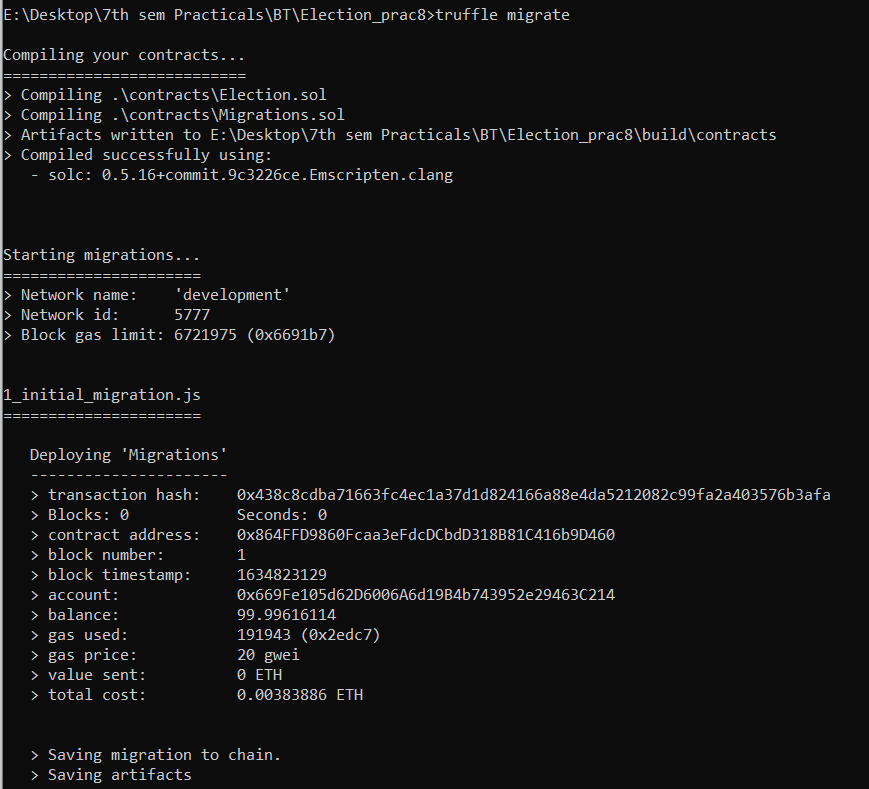 E:\Desktop\7th sem Practicals\BT\Election_prac8>truffle migrate
Compiling your contracts...
===========================
> Compiling .\contracts\Election.sol
> Compiling .\contracts\Migrations.sol
> Artifacts written to E:\Desktop\7th sem Practicals\BT\Election_prac8\build\contracts
> Compiled successfully using:
   - solc: 0.5.16+commit.9c3226ce.Emscripten.clang
Starting migrations...
======================
> Network name:    'development'
> Network id:      5777
> Block gas limit: 6721975 (0x6691b7)
1_initial_migration.js
======================
   Deploying 'Migrations'
   ----------------------
   > transaction hash:    0x438c8cdba71663fc4ec1a37d1d824166a88e4da5212082c99fa2a403576b3afa
   > Blocks: 0            Seconds: 0
   > contract address:    0x864FFD9860Fcaa3eFdcDCbdD318B81C416b9D460
   > block number:        1
   > block timestamp:     1634823129
   > account:             0x669Fe105d62D6006A6d19B4b743952e29463C214
   > balance:             99.99616114
   > gas used:            191943 (0x2edc7)
   > gas price:           20 gwei
   > value sent:          0 ETH
   > total cost:          0.00383886 ETH
   > Saving migration to chain.
   > Saving artifacts